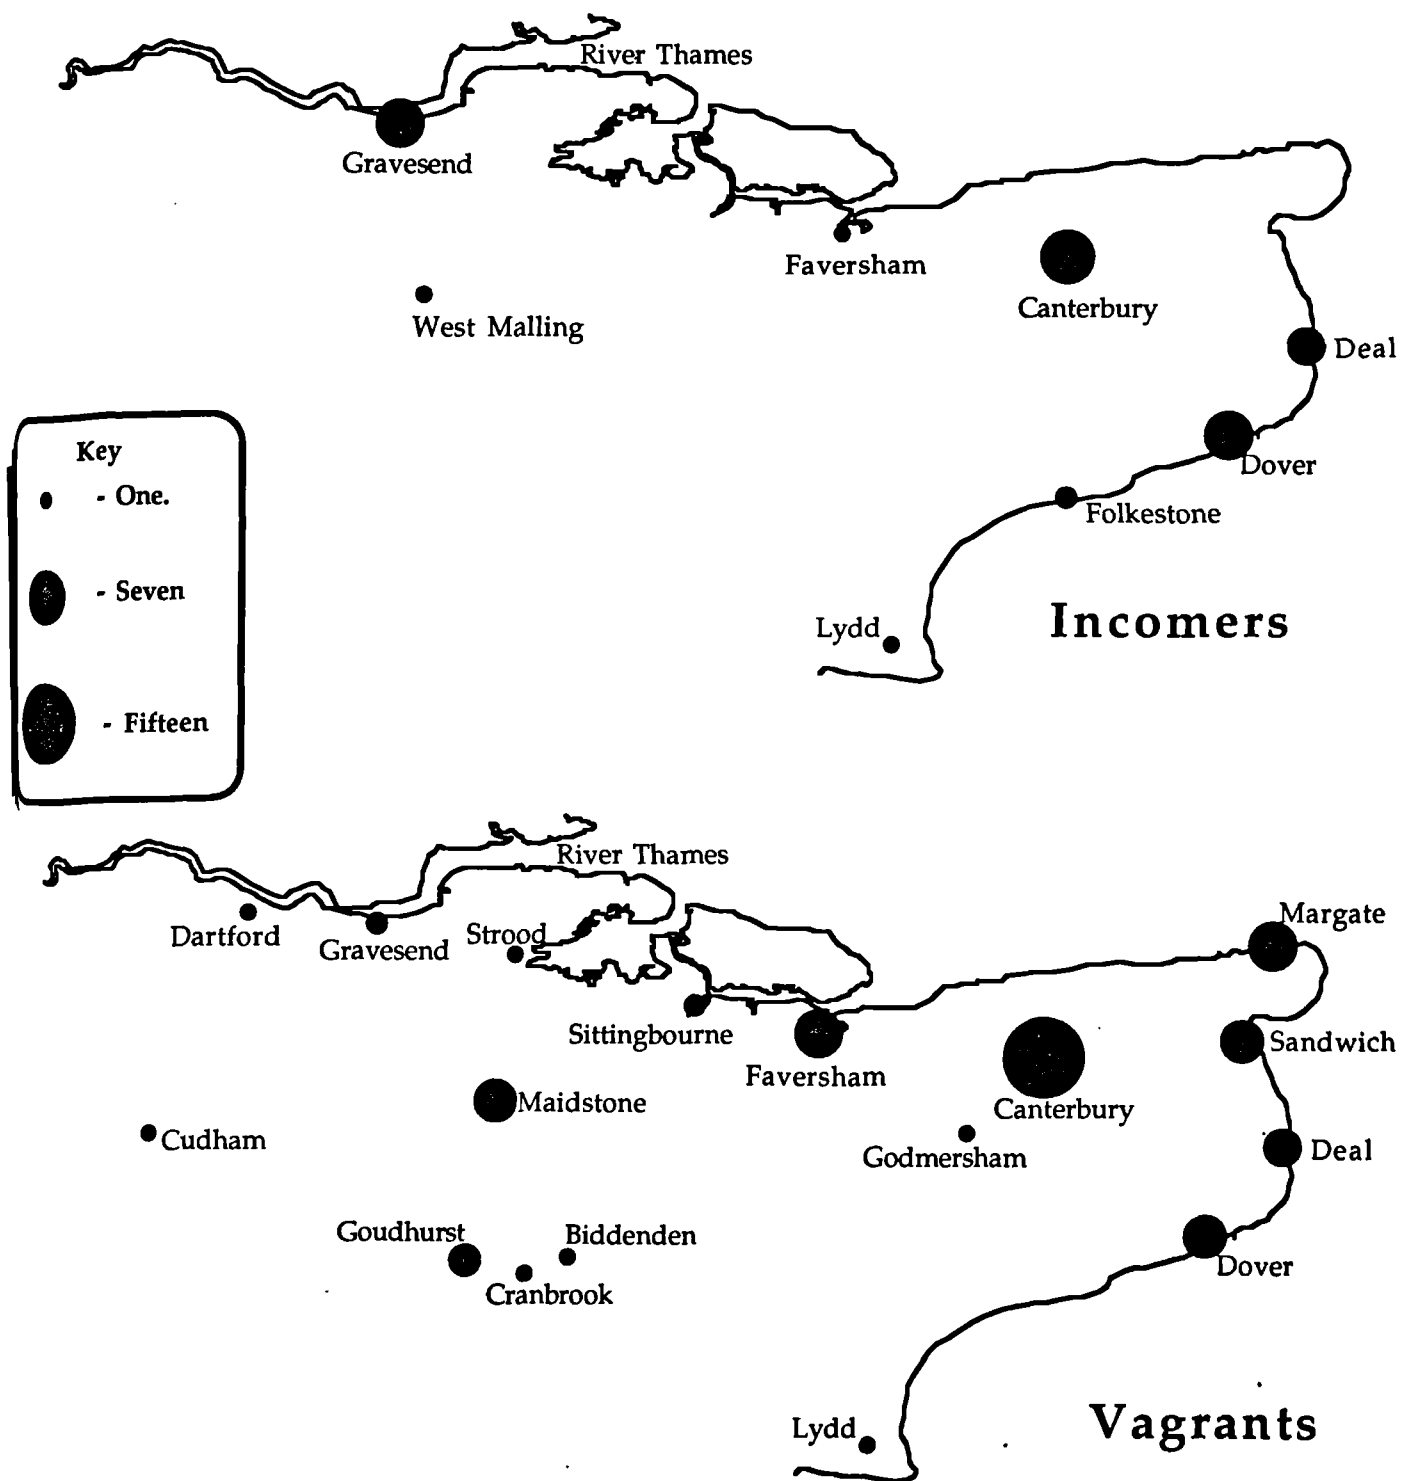 River Thames
Gravesend
Faversham
Canterbury
West Malling
Deal
Key
- One.
- Seven
- Fifteen
Dover
Folkestone
Incomers
Lydd
River Thames
Margate
Dartford
Gravesend
Strood
Sittingbourne
Sandwich
Faversham
Maidstone
Canterbury
Cudham
Godmersham
Deal
Goudhurst
Biddenden
Cranbrook
Dover
Vagrants
Lydd